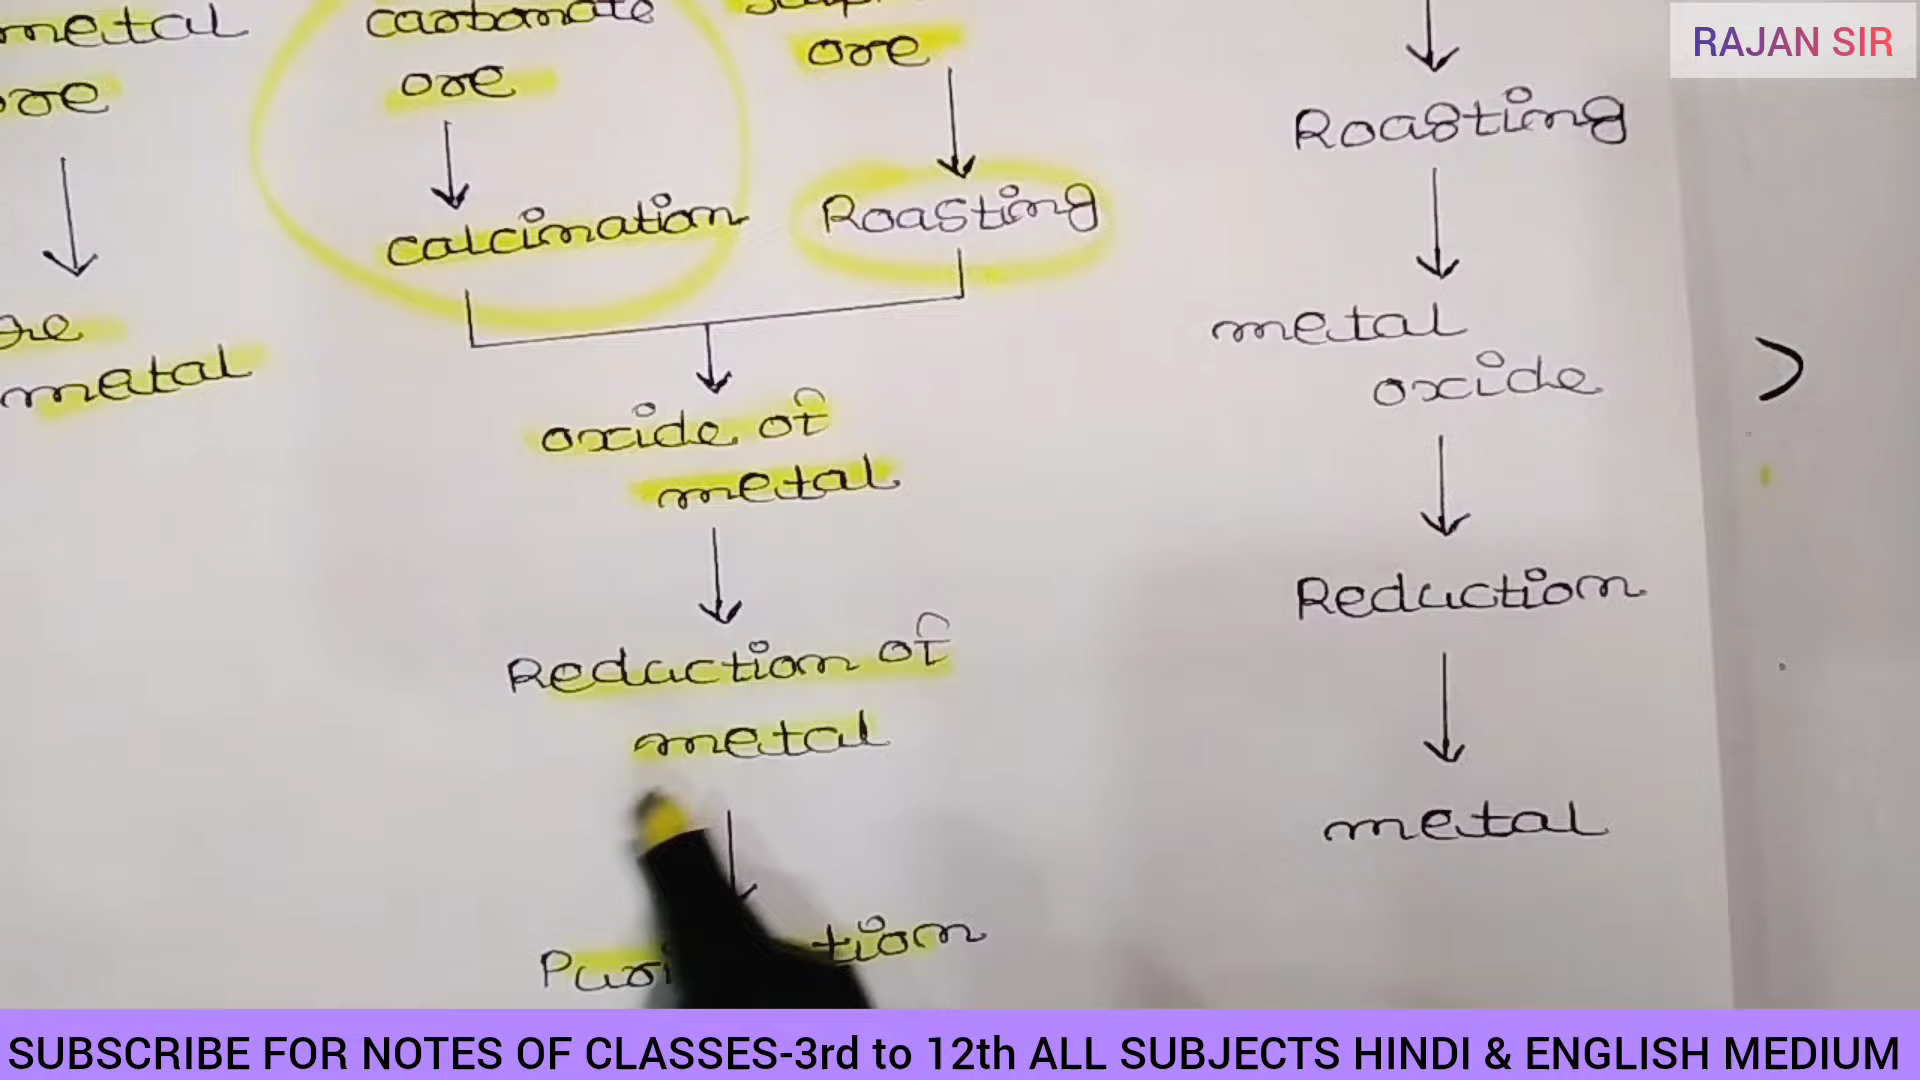 metal
ore
metal
carbonate
ore
calcination
ore
Roasting
oxide of
metal
Reduction of
metal
Roasting
metal
oxide
Reduction
metal
RAJAN SIR
SUBSCRIBE FOR NOTES OF CLASSES-3rd to 12th ALL SUBJECTS HINDI & ENGLISH MEDIUM